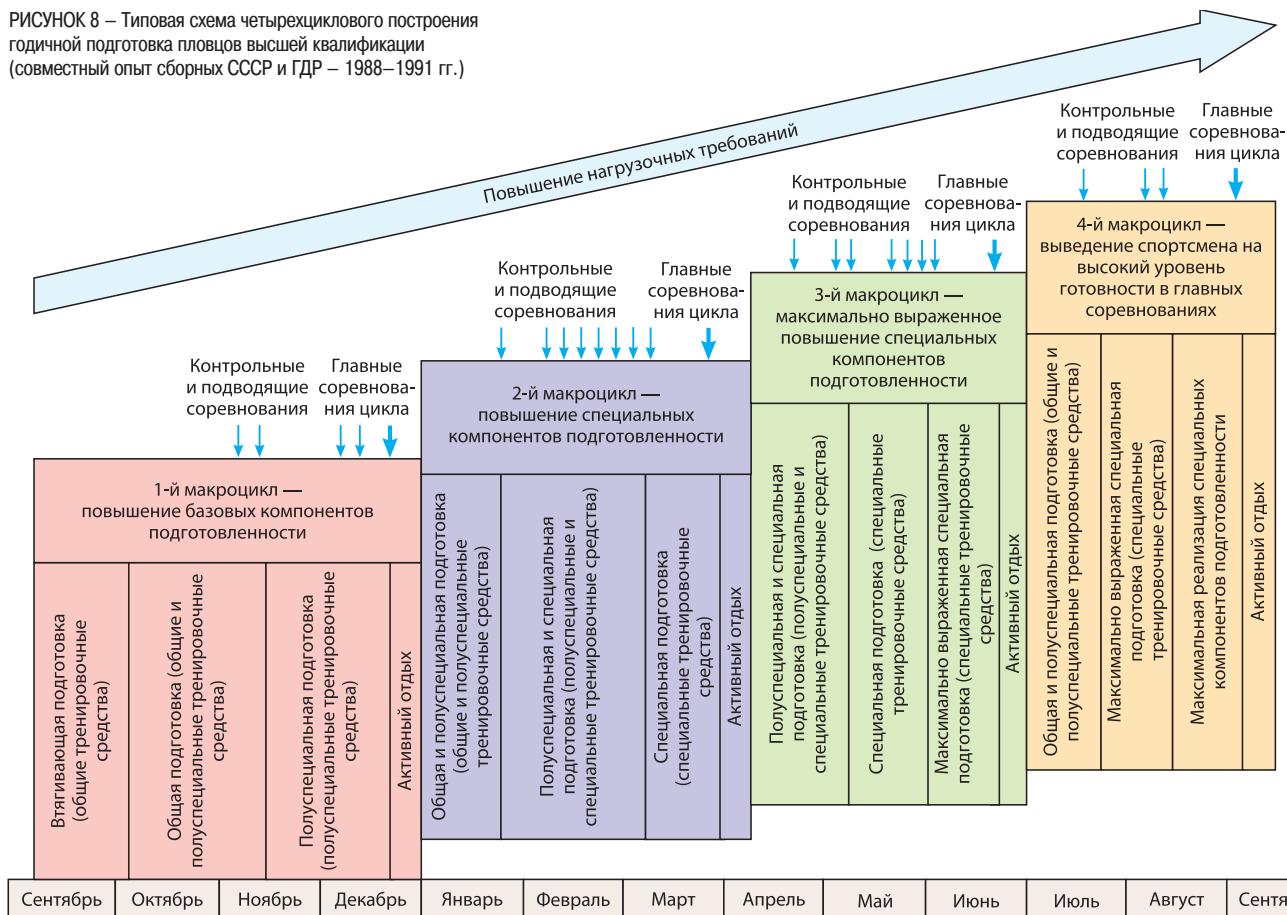 РИСУНОК 8 – Типовая схема четырехциклового построения
годичной подготовка пловцов высшей квалификации
(совместный опыт сборных СССР и ГДР – 1988–1991 гг.)
Повышение нагрузочных требований
Контрольные
и подводящие
соревнования
Главные
соревнова-
ния цикла
1-й макроцикл —
повышение базовых компонентов
подготовленности
Втягивающая подготовка
(общие тренировочные
средства)
Общая подготовка (общие и
полуспециальные тренировочные
средства)
Полуспециальная подготовка
(полуспециальные тренировочные
средства)
Активный отдых
Контрольные
и подводящие
соревнования
Главные
соревнова-
ния цикла
2-й макроцикл —
повышение специальных
компонентов подготовленности
Общая и полуспециальная подготовка
(общие и полуспециальные
тренировочные средства)
Полуспециальная и специальная
подготовка (полуспециальные и
специальные тренировочные средства)
Специальная подготовка
(специальные тренировочные
средства)
Активный отдых
Контрольные
и подводящие
соревнования
Главные
соревнова-
ния цикла
3-й макроцикл —
максимально выраженное
повышение специальных
компонентов
подготовленности
Полуспециальная и специальная
подготовка (полуспециальные и
специальные тренировочные средства)
Специальная подготовка (специальные
тренировочные средства)
Максимально выраженная специальная
подготовка (специальные тренировочные
средства)
Активный отдых
Контрольные
и подводящие
соревнования
Главные
соревнова-
ния цикла
4-й макроцикл —
выведение спортсмена на
высокий уровень
готовности в главных
соревнованиях
Общая и полуспециальная подготовка (общие и
полуспециальные тренировочные средства)
Максимально выраженная специальная
подготовка (специальные
тренировочные средства)
Максимальная реализация специальных
компонентов подготовленности
Активный отдых
Сентябрь Октябрь Ноябрь Декабрь Январь Февраль Март Апрель Май Июнь Июль Август Сентя